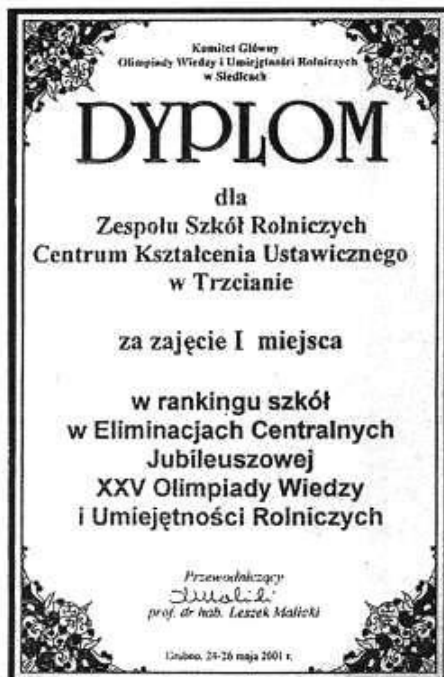 Komitet Główny
Olimpiady Wiedzy i Umiejętności Rolniczych
w Siedlcach
DYPLOM
dla
Zespołu Szkół Rolniczych
Centrum Kształcenia Ustawicznego
w Trzcianie
za zajęcie I miejsca
w rankingu szkół
w Eliminacjach Centralnych
Jubileuszowej
XXV Olimpiady Wiedzy
i Umiejętności Rolniczych
Przewodniczący
prof. dr hab. Leszek Malicki
Grubno, 24-26 maja 2001 r.